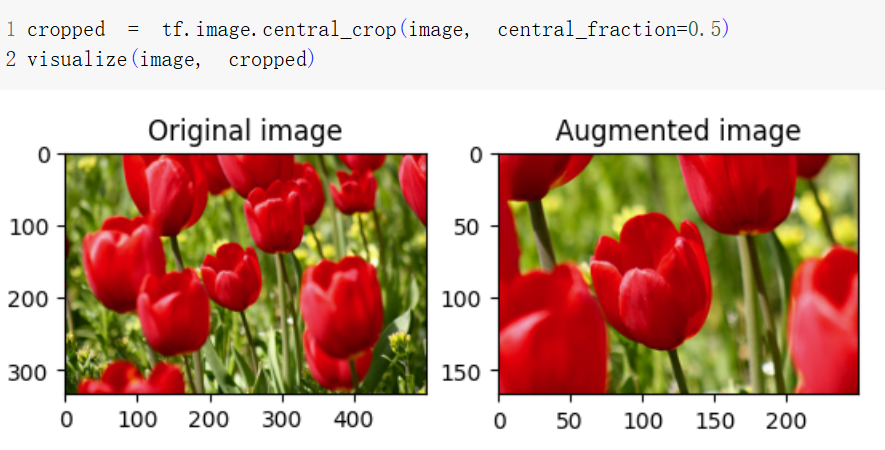 1 cropped = tf.image.central_crop(image, central_fraction=0.5)
2 visualize(image, cropped)
Original image
0
100
200
300
0 100 200 300 400
Augmented image
0
50
100
150
0 50 100 150 200